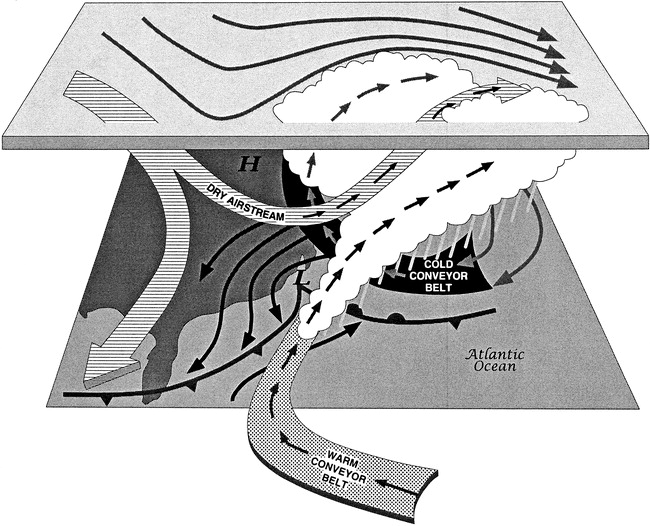 H
DRY AIRSTREAM
L
COLD
CONVEYOR
BELT
Atlantic
Ocean
WARM
CONVEYOR
BELT